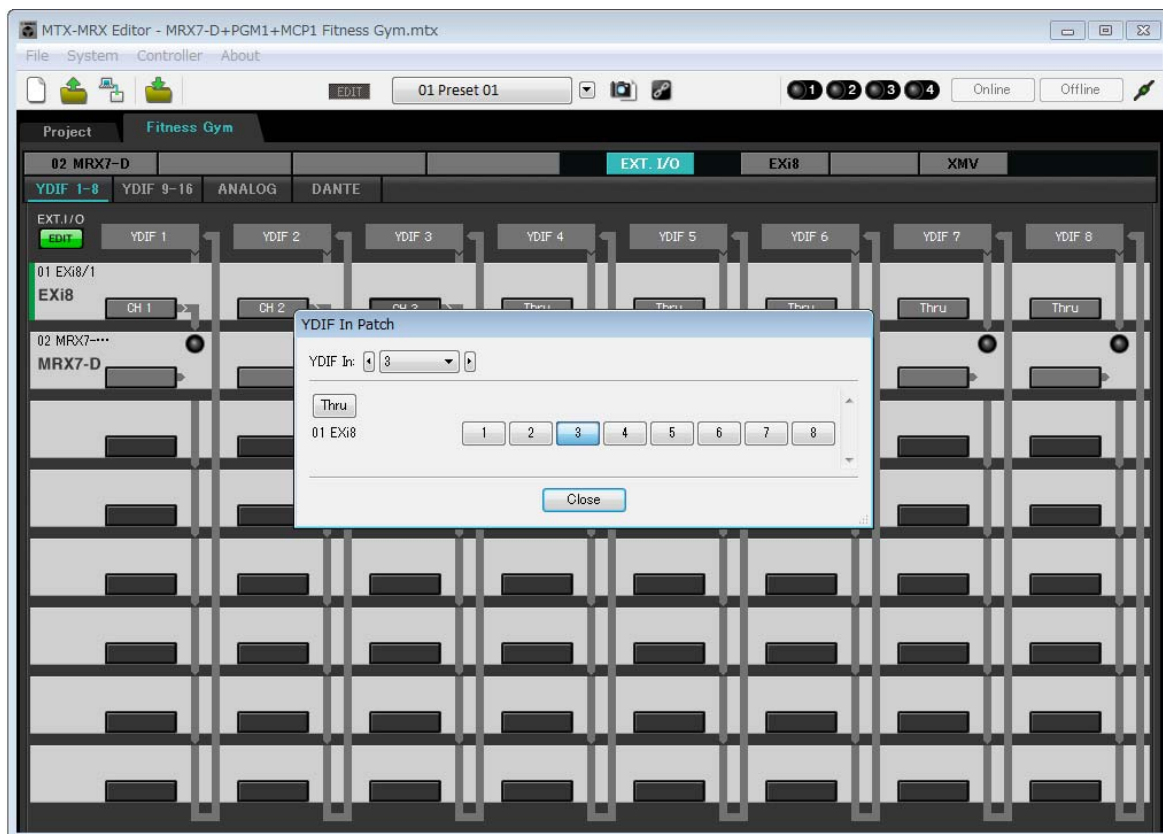 MTX-MRX Editor - MRX7-D+PGM1+MCP1 Fitness Gym.mtx
File System Controller About
EDIT 01 Preset 01 1 2 3 4 Online Offline
Project Fitness Gym
02 MRX7-D EXT. I/O EXi8 XMV
YDIF 1-8 YDIF 9-16 ANALOG DANTE
EXT.I/O
EDIT YDIF 1 YDIF 2 YDIF 3 YDIF 4 YDIF 5 YDIF 6 YDIF 7 YDIF 8
01 EXi8/1
EXi8
CH 1 CH 2 CH 3 Thru Thru Thru Thru Thru
YDIF In Patch
02 MRX7-···
MRX7-D
YDIF In: 3
Thru
01 EXi8 1 2 3 4 5 6 7 8
Close